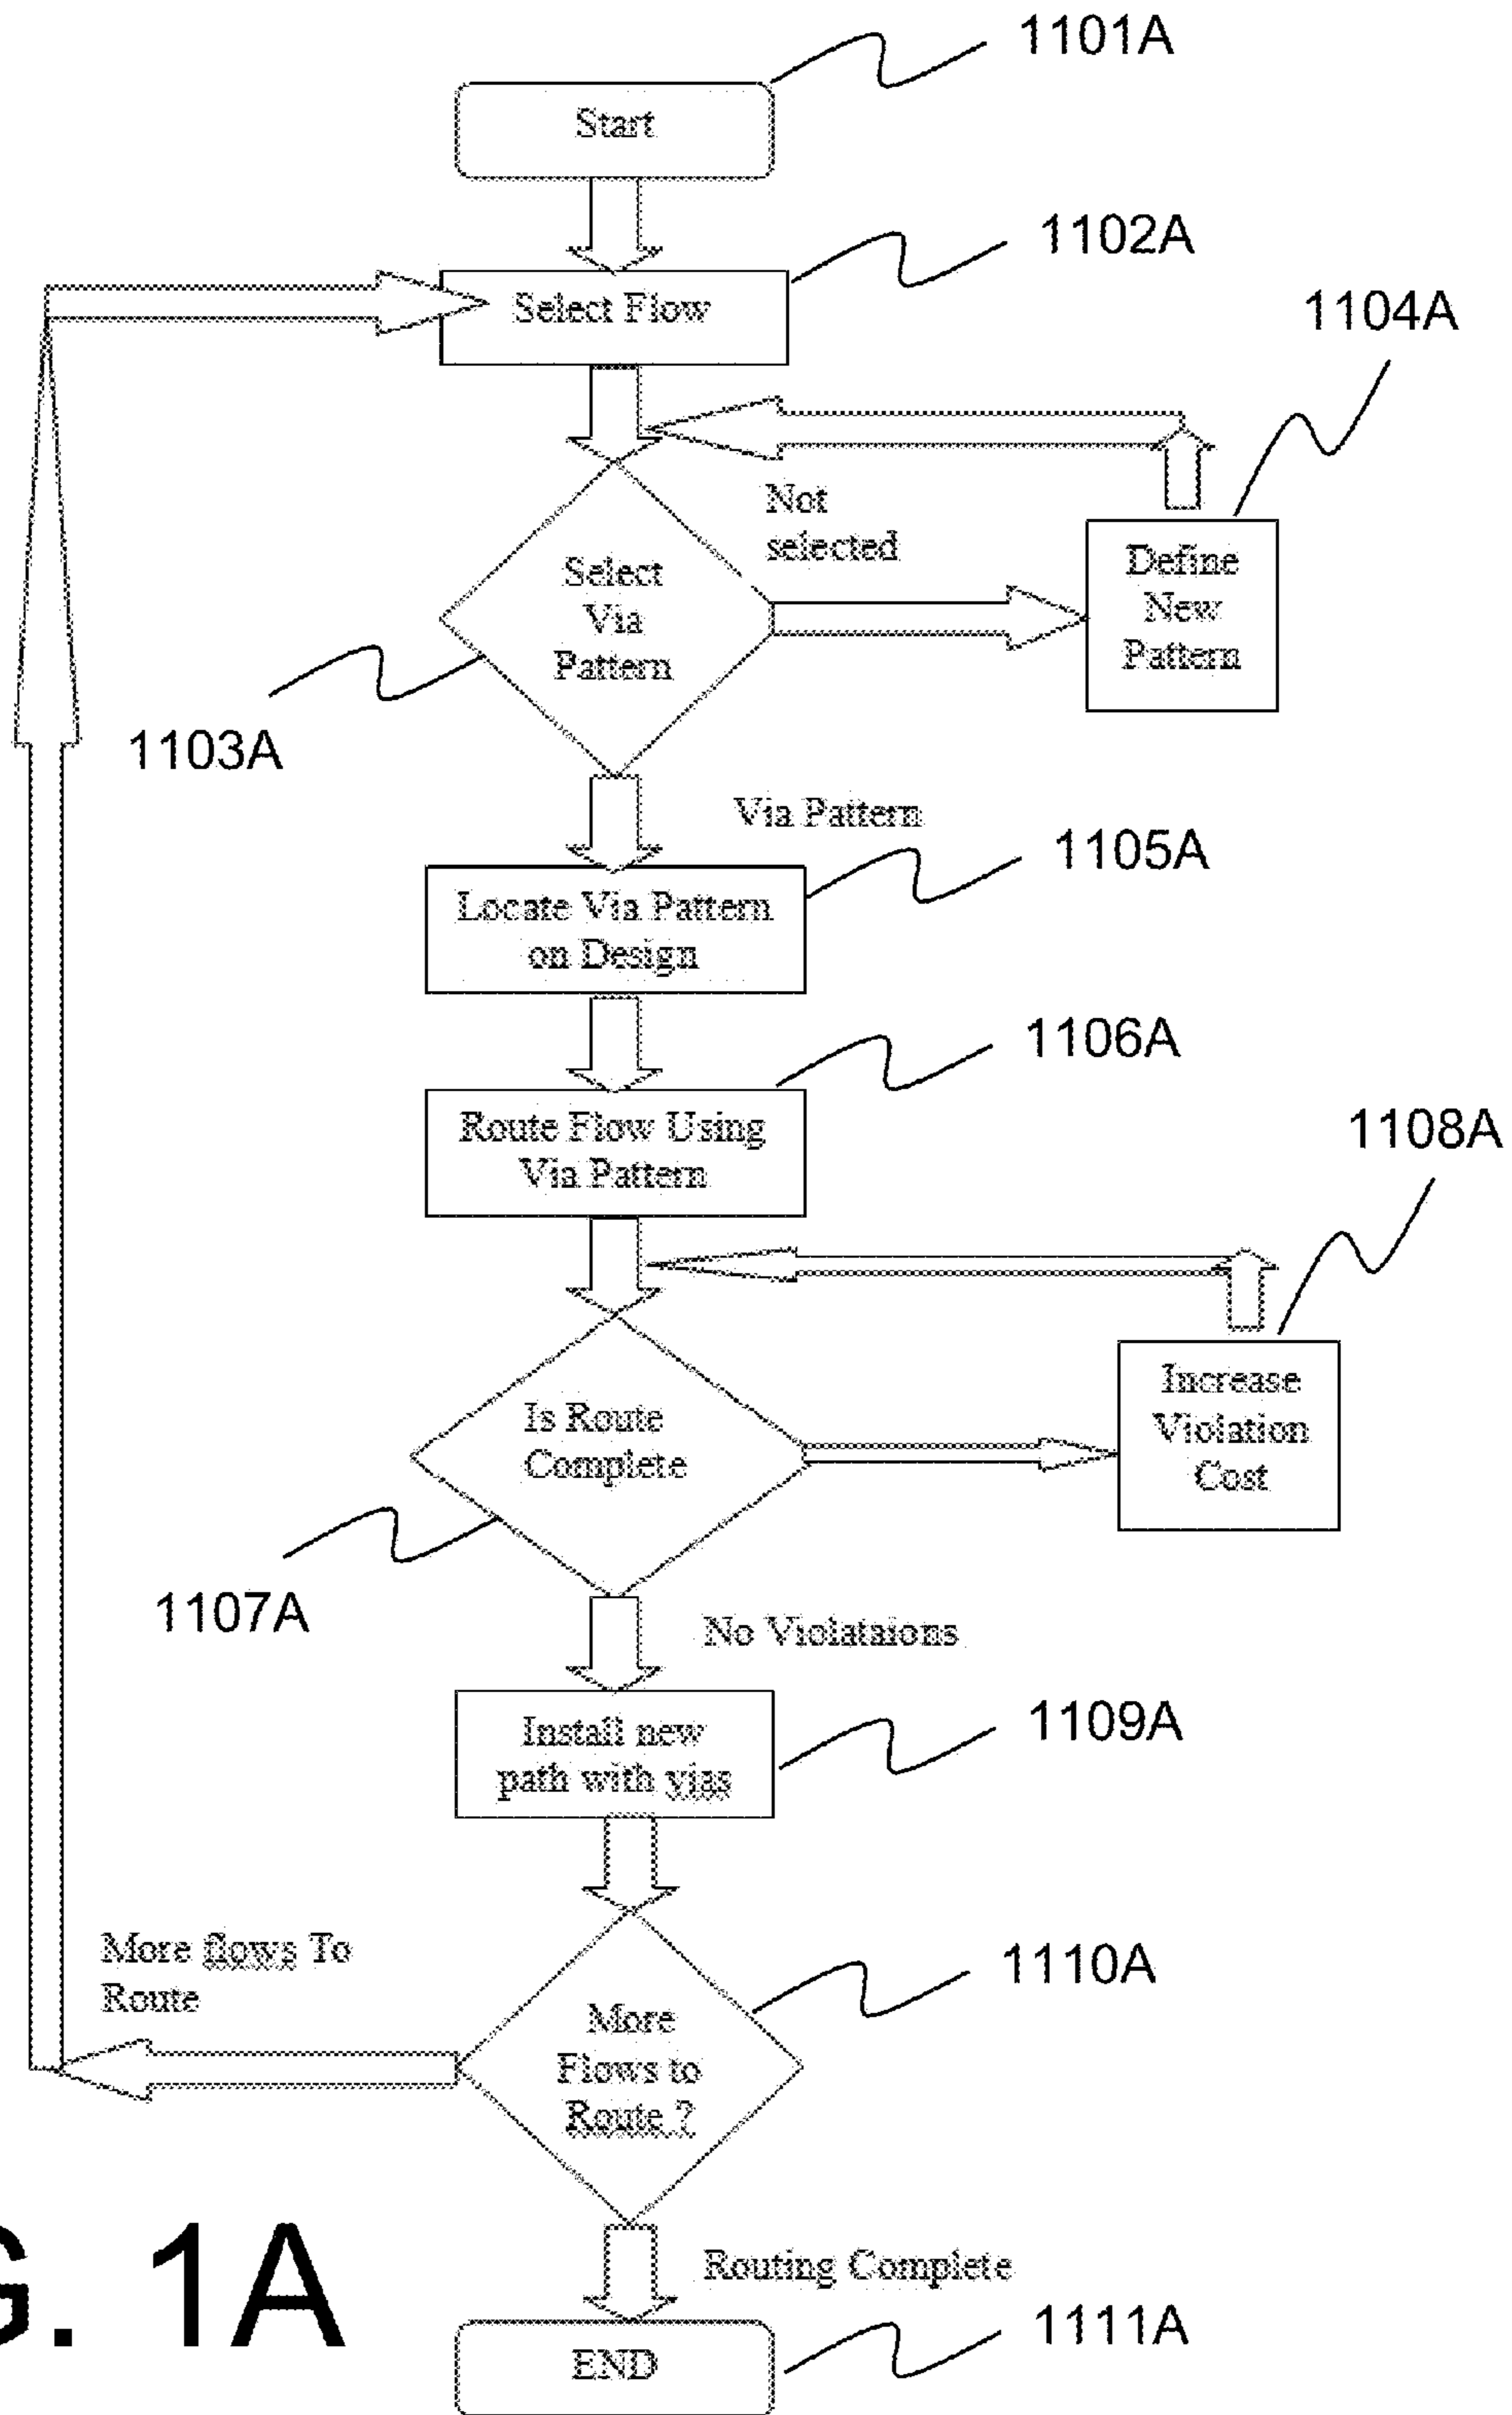 1101A
Start
1102A
Select Flow
1104A
Not
selected
Define
New
Pattern
Select
Via
Pattern
1103A
Via Pattern
1105A
Locate Via Pattern
on Design
1106A
Route Flow Using
Via Pattern
1108A
Increase
Violation
Cost
Is Route
Complete
1107A
No Violataions
Install new
path with vias
1109A
More flows To
Route
1110A
More
Flows to
Route ?
Routing Complete
G. 1A
END
1111A